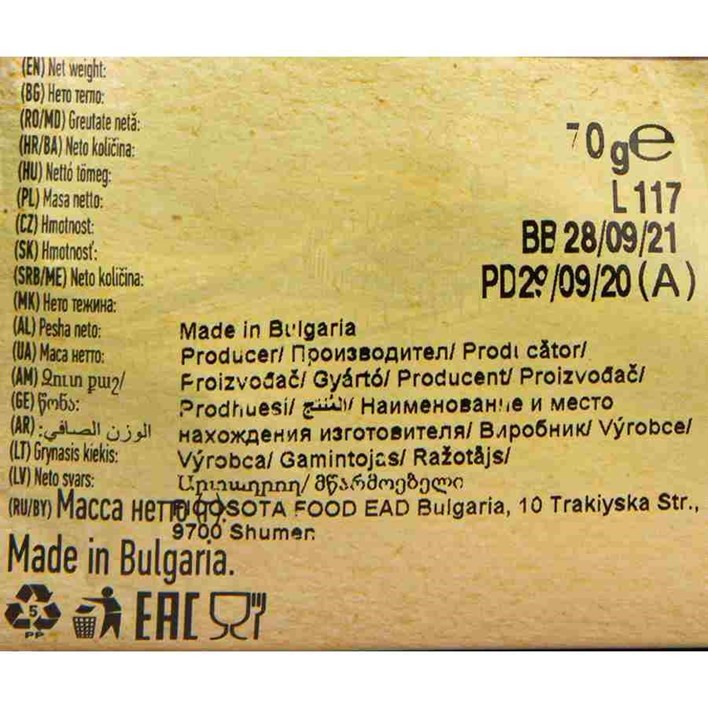 (EN) Net weight:
(BG) Нето тегло:
(RO/MD) Greutate netă:
(HR/BA) Neto količina:
(HU) Nettó tömeg:
(PL) Masa netto:
(CZ) Hmotnost:
(SK) Hmotnosť:
(SRB/ME) Neto količina:
(MK) Нето тежина:
(AL) Pesha neto:
(UA) Маса нетто:
(AM) Զուտ քաշ/
(GE) წონა:
(AR): الوزن الصافي
(LT) Grynasis kiekis:
(LV) Neto svars:
(RU/BY) Масса нетто
Made in Bulgaria.
5
PP
EAC
70g e
L 117
BB 28/09/21
PD29/09/20 (A)
Made in Bulgaria
Producer/ Производител/ Producător/
Proizvođač/ Gyártó/ Producent/ Proizvođač/
Prodhuesi/ المُنتج/ Наименование и место
нахождения изготовителя/ Виробник/ Výrobce/
Výrobca/ Gamintojas/ Ražotājs/
Արտադրող/ მწარმოებელი
FICOSOTA FOOD EAD Bulgaria, 10 Trakiyska Str.,
9700 Shumen